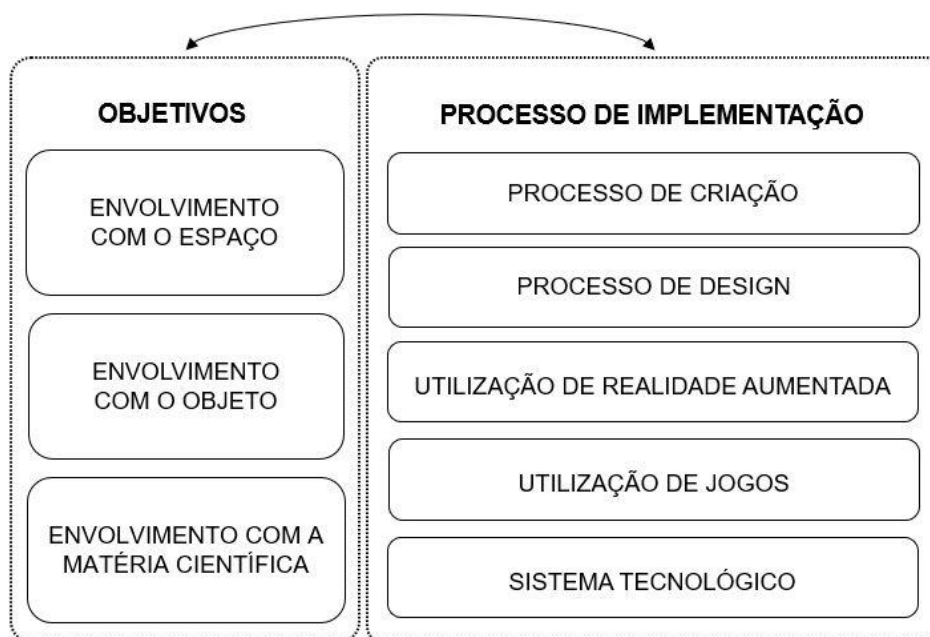 OBJETIVOS
ENVOLVIMENTO
COM O ESPAÇO
ENVOLVIMENTO
COM O OBJETO
ENVOLVIMENTO COM A
MATÉRIA CIENTÍFICA
PROCESSO DE IMPLEMENTAÇÃO
PROCESSO DE CRIAÇÃO
PROCESSO DE DESIGN
UTILIZAÇÃO DE REALIDADE AUMENTADA
UTILIZAÇÃO DE JOGOS
SISTEMA TECNOLÓGICO